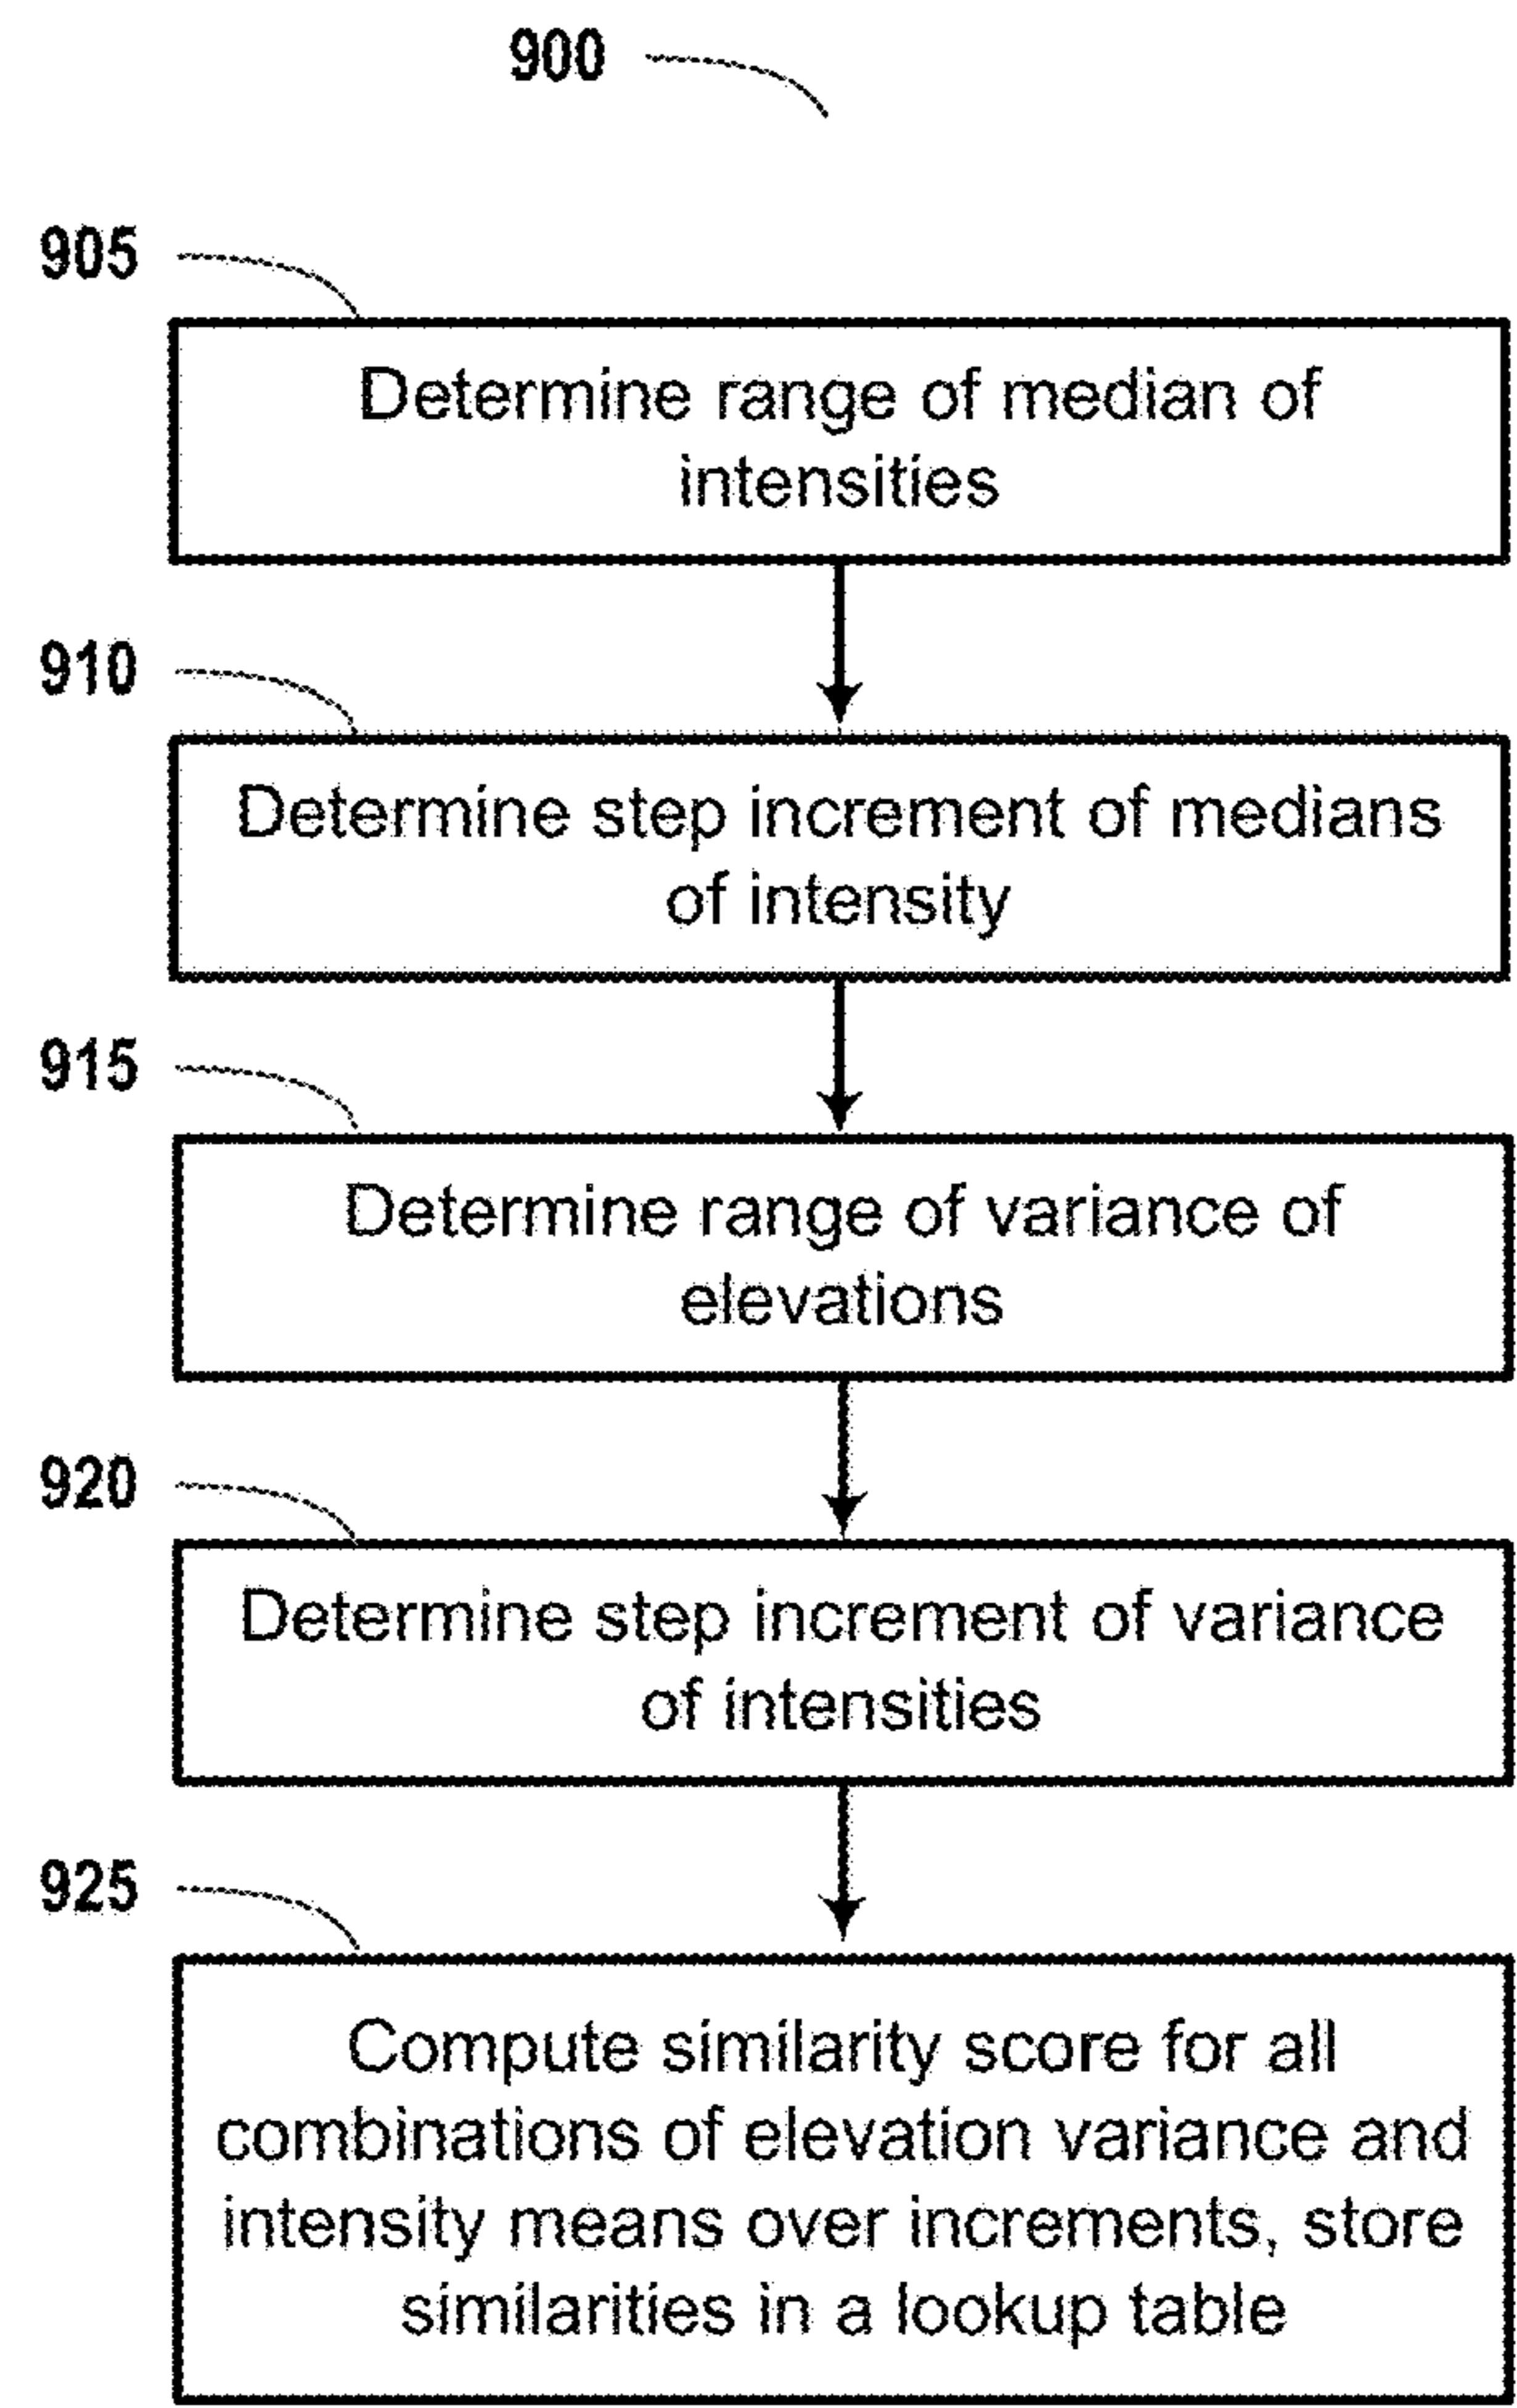 900
905
Determine range of median of
intensities
910
Determine step increment of medians
of intensity
915
Determine range of variance of
elevations
920
Determine step increment of variance
of intensities
925
Compute similarity score for all
combinations of elevation variance and
intensity means over increments, store
similarities in a lookup table